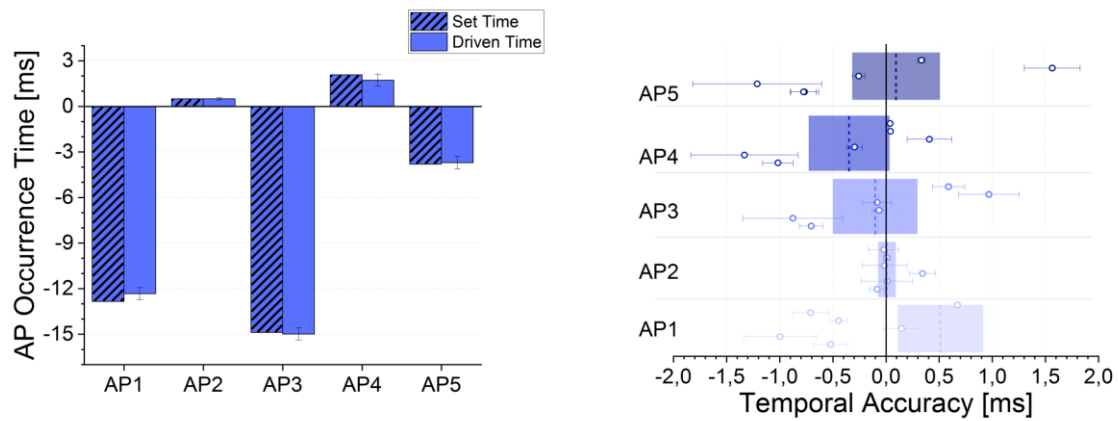 Set Time
Driven Time
AP Occurrence Time [ms]
3
0
-3
-6
-9
-12
-15
AP1 AP2 AP3 AP4 AP5
AP5
AP4
AP3
AP2
AP1
-2,0 -1,5 -1,0 -0,5 0,0 0,5 1,0 1,5 2,0
Temporal Accuracy [ms]